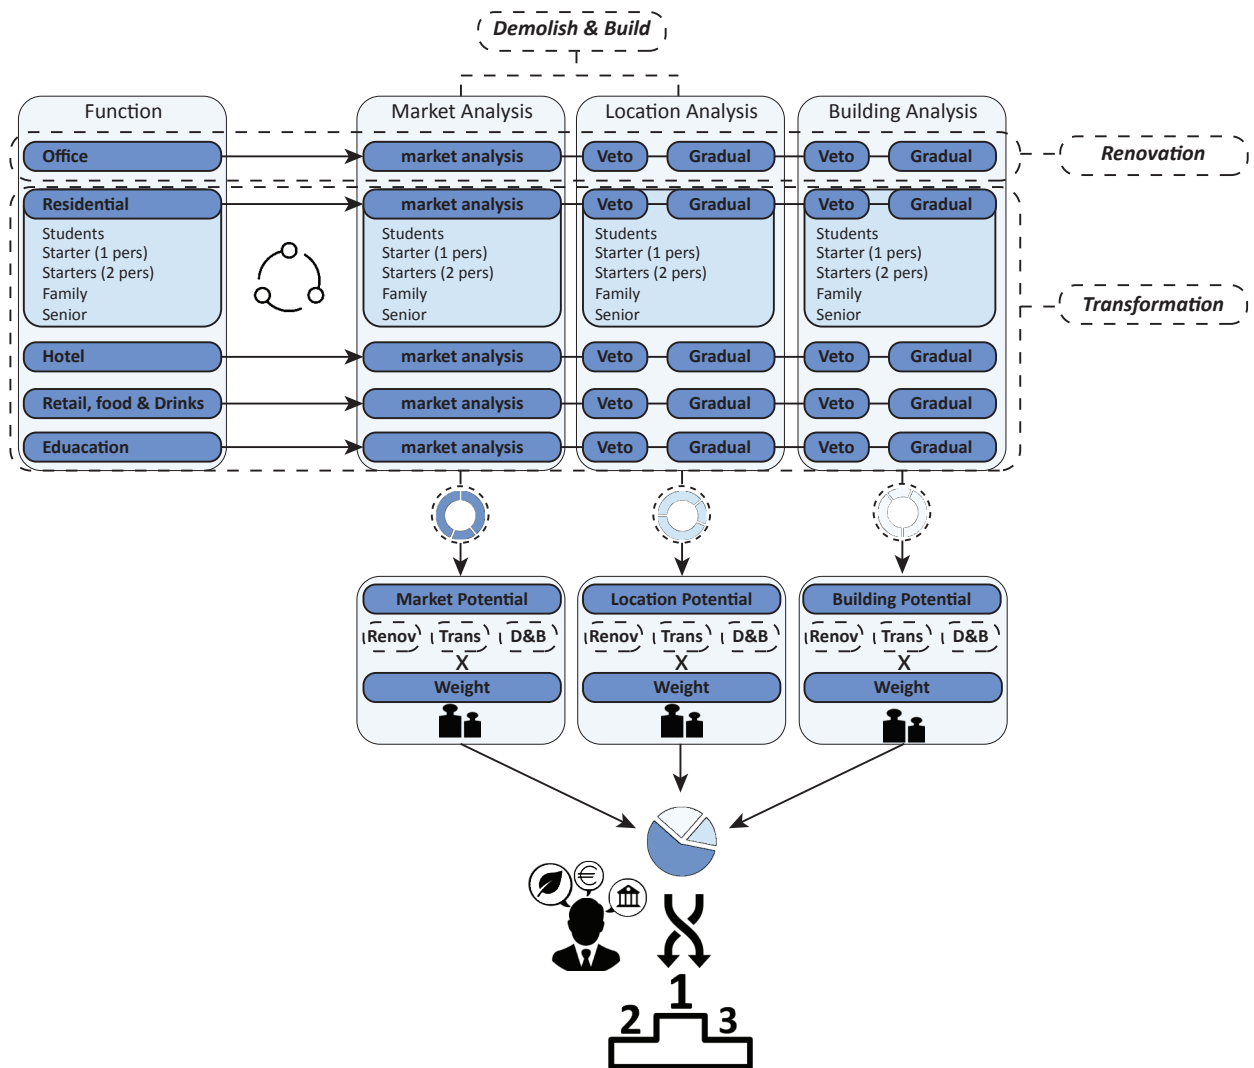 Demolish & Build
Function
Market Analysis
Location Analysis
Building Analysis
Office
market analysis
Veto
Gradual
Veto
Gradual
Renovation
Residential
market analysis
Veto
Gradual
Veto
Gradual
Students
Starter (1 pers)
Starters (2 pers)
Family
Senior
Students
Starter (1 pers)
Starters (2 pers)
Family
Senior
Students
Starter (1 pers)
Starters (2 pers)
Family
Senior
Students
Starter (1 pers)
Starters (2 pers)
Family
Senior
Transformation
Hotel
market analysis
Veto
Gradual
Veto
Gradual
Retail, food & Drinks
market analysis
Veto
Gradual
Veto
Gradual
Eduacation
market analysis
Veto
Gradual
Veto
Gradual
Market Potential
Renov
Trans
D&B
X
Weight
Location Potential
Renov
Trans
D&B
X
Weight
Building Potential
Renov
Trans
D&B
X
Weight
€
1
2
3